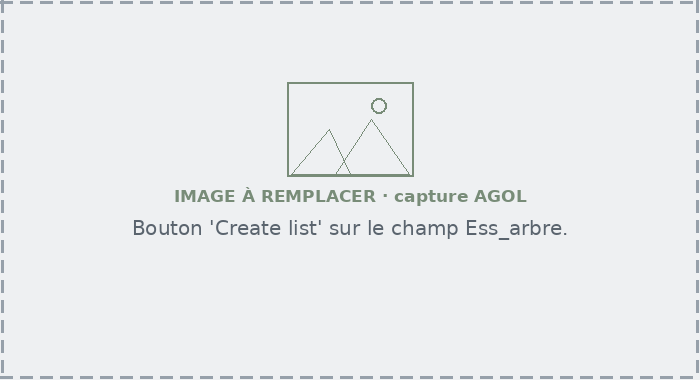 IMAGE À REMPLACER · capture AGOL
Bouton 'Create list' sur le champ Ess_arbre.